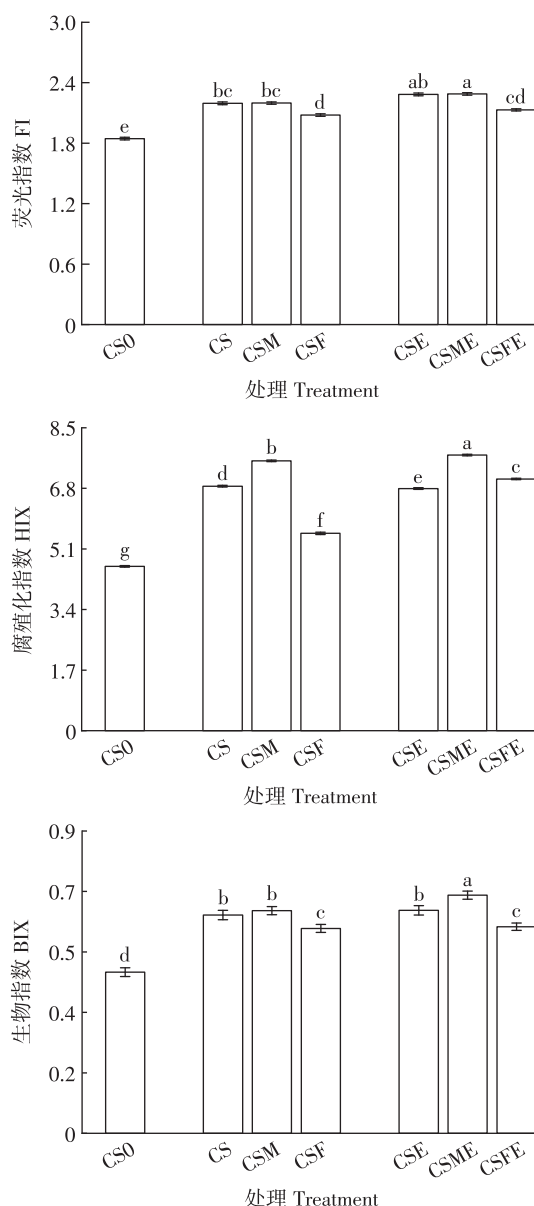 荧光指数 FI
3.0
2.4
1.8
1.2
0.6
0
e
bc
bc
d
ab
a
cd
CS0
CS
CSM
CSF
CSE
CSME
CSFE
处理 Treatment
腐殖化指数 HIX
8.5
6.8
5.1
3.4
1.7
0
g
d
b
f
e
a
c
CS0
CS
CSM
CSF
CSE
CSME
CSFE
处理 Treatment
生物指数 BIX
0.9
0.7
0.5
0.4
0.2
0
d
b
b
c
b
a
c
CS0
CS
CSM
CSF
CSE
CSME
CSFE
处理 Treatment